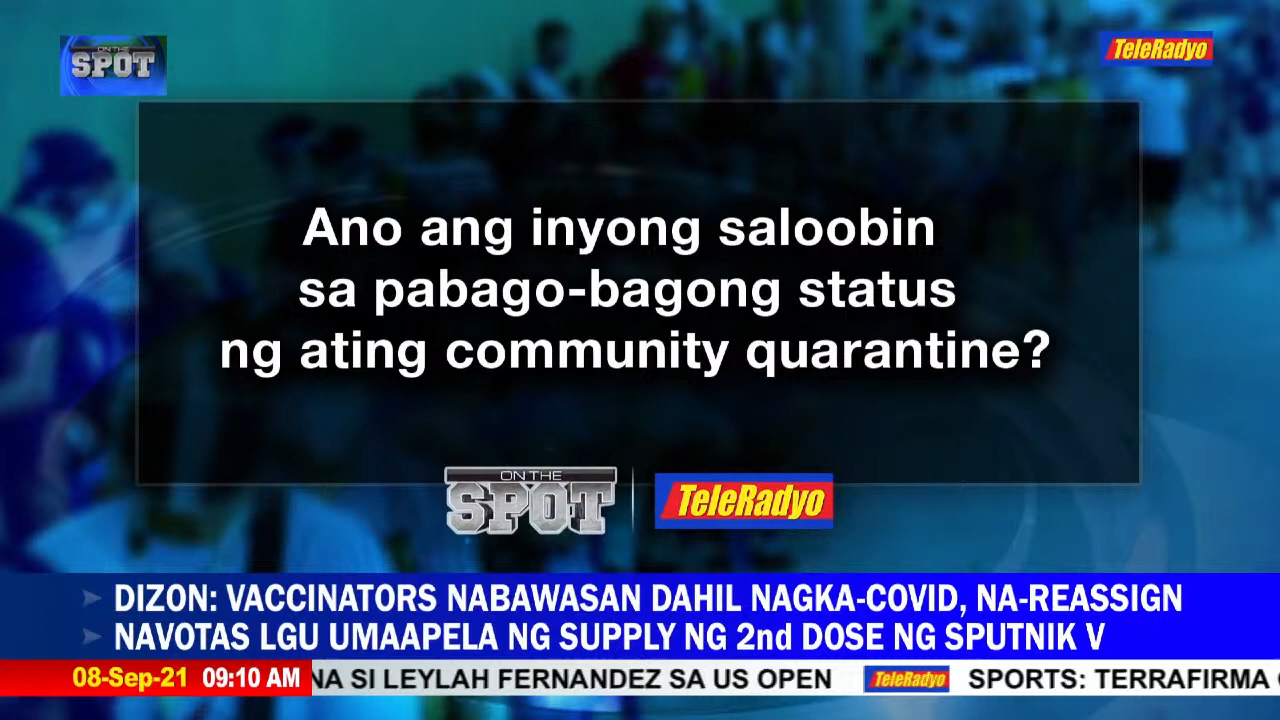 ON THE
SPOT
TeleRadyo
Ano ang inyong saloobin
sa pabago-bagong status
ng ating community quarantine?
ON THE
SPOT
TeleRadyo
DIZON: VACCINATORS NABAWASAN DAHIL NAGKA-COVID, NA-REASSIGN
NAVOTAS LGU UMAAPELA NG SUPPLY NG 2nd DOSE NG SPUTNIK V
08-Sep-21 09:10 AM NA SI LEYLAH FERNANDEZ SA US OPEN TeleRadyo SPORTS: TERRAFIRMA